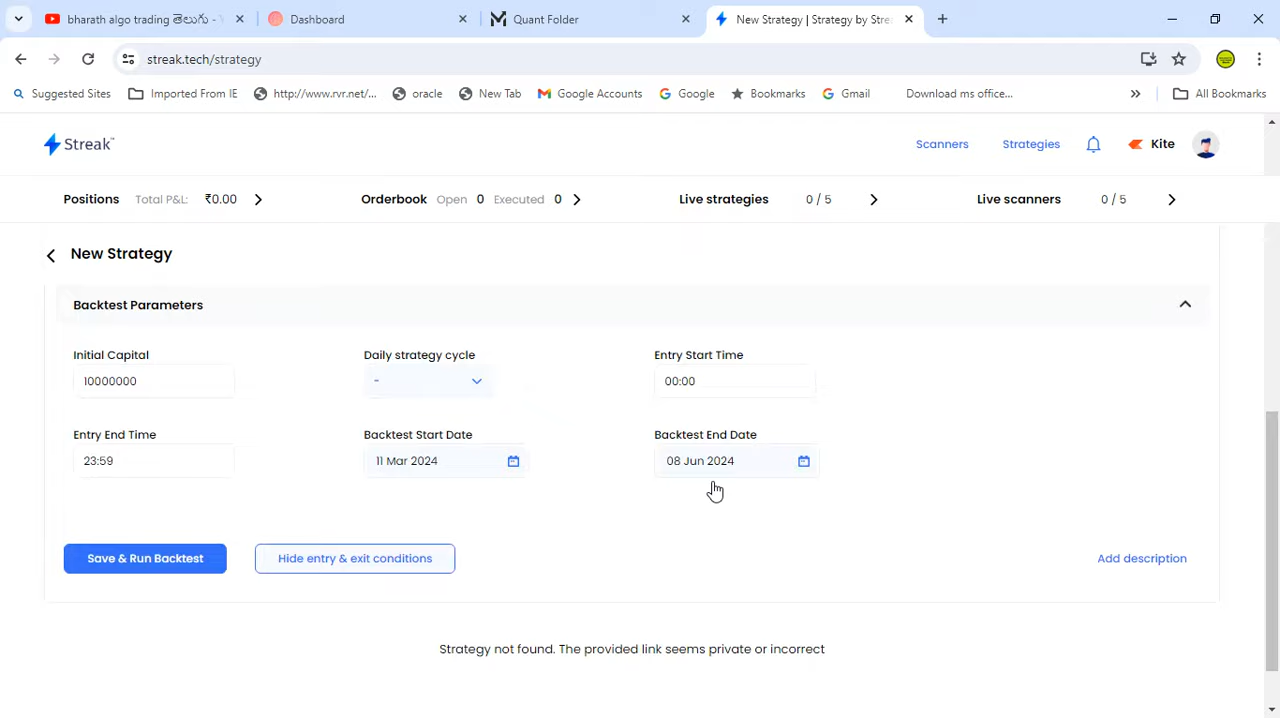 bharath algo trading తెలుగు - Y
Dashboard
Quant Folder
New Strategy | Strategy by Stre
streak.tech/strategy
Suggested Sites
Imported From IE
http://www.rvr.net/...
oracle
New Tab
Google Accounts
Google
Bookmarks
Gmail
Download ms office...
All Bookmarks
Streak™
Scanners
Strategies
Kite
Positions Total P&L: ₹0.00
Orderbook Open 0 Executed 0
Live strategies 0 / 5
Live scanners 0 / 5
New Strategy
Backtest Parameters
Initial Capital
Daily strategy cycle
Entry Start Time
10000000
-
00:00
Entry End Time
Backtest Start Date
Backtest End Date
23:59
11 Mar 2024
08 Jun 2024
Save & Run Backtest
Hide entry & exit conditions
Add description
Strategy not found. The provided link seems private or incorrect